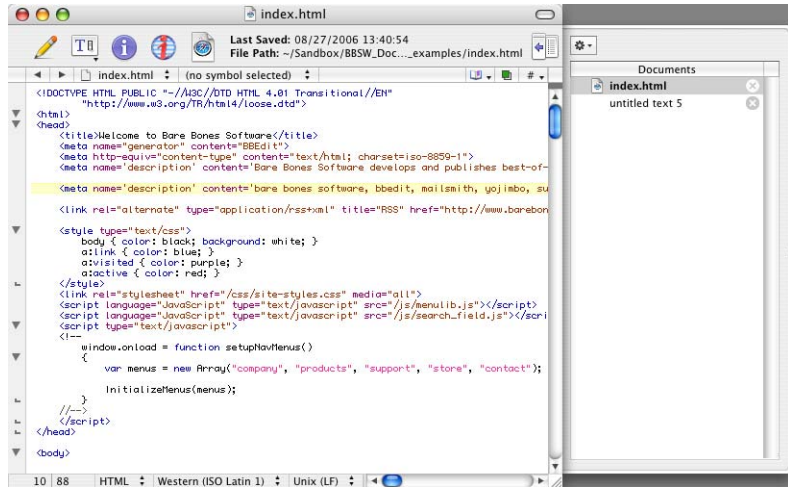 index.html
Last Saved: 08/27/2006 13:40:54
File Path: ~/Sandbox/BBSW_Doc..._examples/index.html
index.html (no symbol selected) #
<!DOCTYPE HTML PUBLIC "-//W3C//DTD HTML 4.01 Transitional//EN"
"http://www.w3.org/TR/html4/loose.dtd">
<html>
<head>
<title>Welcome to Bare Bones Software</title>
<meta name="generator" content="BBEdit">
<meta http-equiv="content-type" content="text/html; charset=iso-8859-1">
<meta name='description' content='Bare Bones Software develops and publishes best-of-
<meta name='description' content='bare bones software, bbedit, mailsmith, yojimbo, su
<link rel="alternate" type="application/rss+xml" title="RSS" href="http://www.barebon
<style type="text/css">
body { color: black; background: white; }
a:link { color: blue; }
a:visited { color: purple; }
a:active { color: red; }
</style>
<link rel="stylesheet" href="/css/site-styles.css" media="all">
<script language="JavaScript" type="text/javascript" src="/js/menulib.js"></script>
<script language="JavaScript" type="text/javascript" src="/js/search_field.js"></scri
<script type="text/javascript">
<!--
window.onload = function setupNavMenus()
{
var menus = new Array("company", "products", "support", "store", "contact");
InitializeMenus(menus);
}
//-->
</script>
</head>
<body>
10 88 HTML Western (ISO Latin 1) Unix (LF)
Documents
index.html
untitled text 5